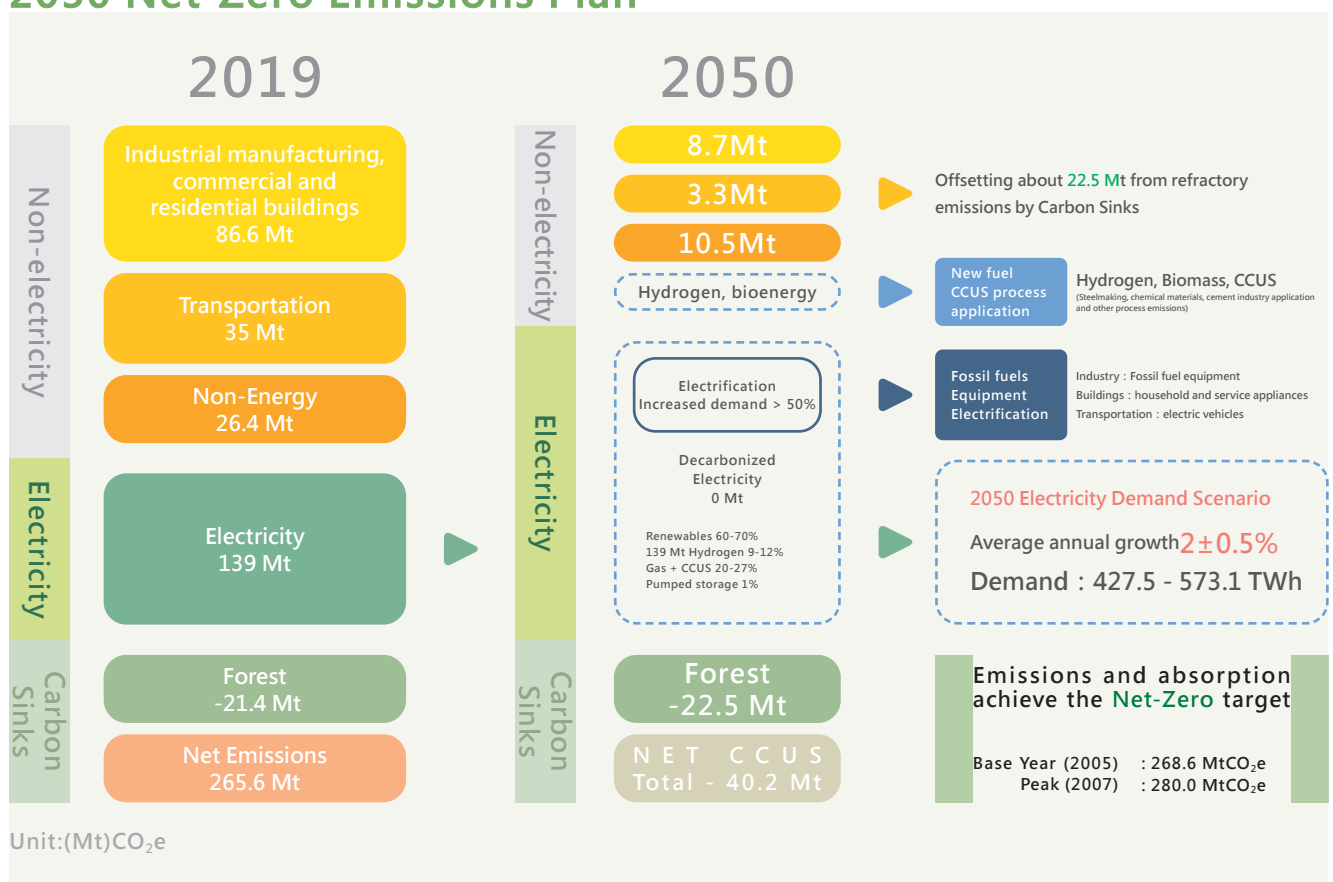 2050 Net-Zero Emissions Plan
2019
2050
Non-electricity
Industrial manufacturing,
commercial and
residential buildings
86.6 Mt
Transportation
35 Mt
Non-Energy
26.4 Mt
Electricity
Electricity
139 Mt
Carbon
Sinks
Forest
-21.4 Mt
Net Emissions
265.6 Mt
Non-electricity
8.7Mt
3.3Mt
10.5Mt
Hydrogen, bioenergy
Electricity
Electrification
Increased demand > 50%
Decarbonized
Electricity
0 Mt
Renewables 60-70%
139 Mt Hydrogen 9-12%
Gas + CCUS 20-27%
Pumped storage 1%
Carbon
Sinks
Forest
-22.5 Mt
NET CCUS
Total - 40.2 Mt
Offsetting about 22.5 Mt from refractory
emissions by Carbon Sinks
New fuel
CCUS process
application
Hydrogen, Biomass, CCUS
(Steelmaking, chemical materials, cement industry application
and other process emissions)
Fossil fuels
Equipment
Electrification
Industry : Fossil fuel equipment
Buildings : household and service appliances
Transportation : electric vehicles
2050 Electricity Demand Scenario
Average annual growth 2±0.5%
Demand : 427.5 - 573.1 TWh
Emissions and absorption
achieve the Net-Zero target
Base Year (2005) : 268.6 MtCO₂e
Peak (2007) : 280.0 MtCO₂e
Unit:(Mt)CO₂e